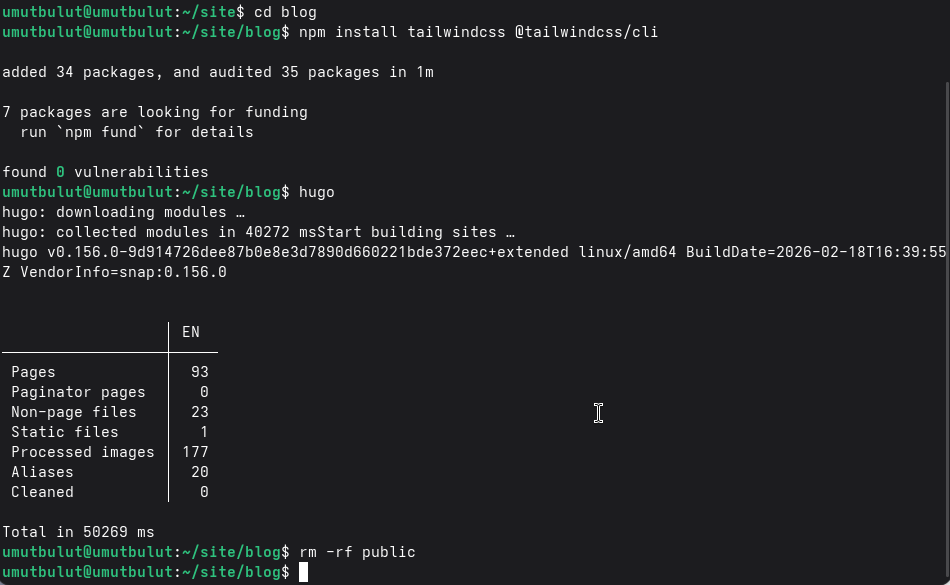 umutbulut@umutbulut:~/site$ cd blog
umutbulut@umutbulut:~/site/blog$ npm install tailwindcss @tailwindcss/cli
added 34 packages, and audited 35 packages in 1m
7 packages are looking for funding
  run `npm fund` for details
found 0 vulnerabilities
umutbulut@umutbulut:~/site/blog$ hugo
hugo: downloading modules …
hugo: collected modules in 40272 msStart building sites …
hugo v0.156.0-9d914726dee87b0e8e3d7890d660221bde372eec+extended linux/amd64 BuildDate=2026-02-18T16:39:55
Z VendorInfo=snap:0.156.0
EN
Pages 93
Paginator pages 0
Non-page files 23
Static files 1
Processed images 177
Aliases 20
Cleaned 0
Total in 50269 ms
umutbulut@umutbulut:~/site/blog$ rm -rf public
umutbulut@umutbulut:~/site/blog$